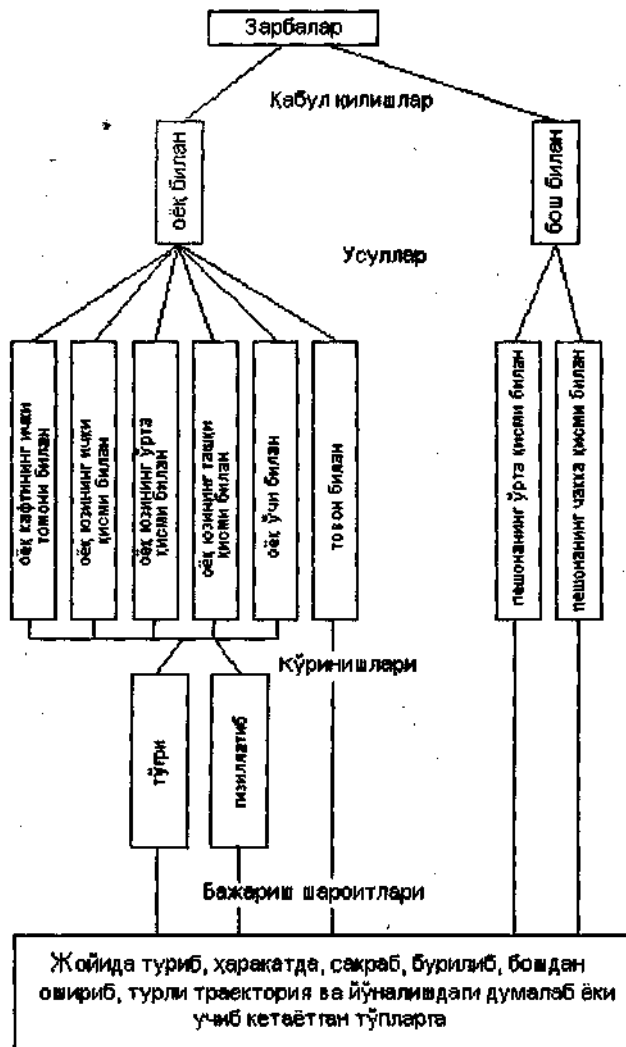 Зарбалар
Қабул қилишлар
оёқ билан
бош билан
Усуллар
оёқ кафтининг ички
томони билан
оёқ юзининг ички
қисми билан
оёқ юзининг ўрта
қисми билан
оёқ юзининг ташқи
қисми билан
оёқ ўчи билан
товон билан
пешонанинг ўрта қисми билан
пешонанинг чакка қисми билан
Кўринишлари
тўғри
гизиллатиб
Бажариш шароитлари
Жойида туриб, ҳаракатда, сакраб, бурилиб, бошдан
ошириб, турли траектория ва йўналишдаги думалаб ёки
учиб кетаётган тўпларга